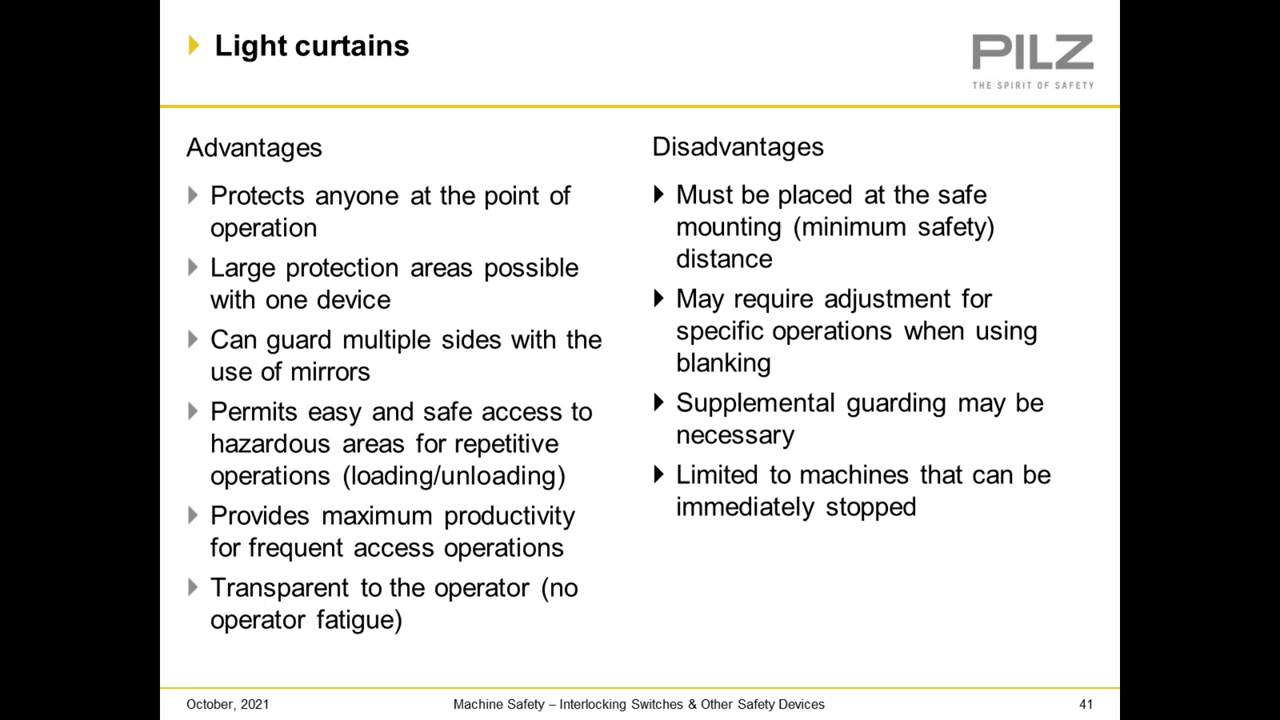 Light curtains
PILZ
THE SPIRIT OF SAFETY
Advantages
Protects anyone at the point of
operation
Large protection areas possible
with one device
Can guard multiple sides with the
use of mirrors
Permits easy and safe access to
hazardous areas for repetitive
operations (loading/unloading)
Provides maximum productivity
for frequent access operations
Transparent to the operator (no
operator fatigue)
Disadvantages
Must be placed at the safe
mounting (minimum safety)
distance
May require adjustment for
specific operations when using
blanking
Supplemental guarding may be
necessary
Limited to machines that can be
immediately stopped
October, 2021
Machine Safety – Interlocking Switches & Other Safety Devices
41